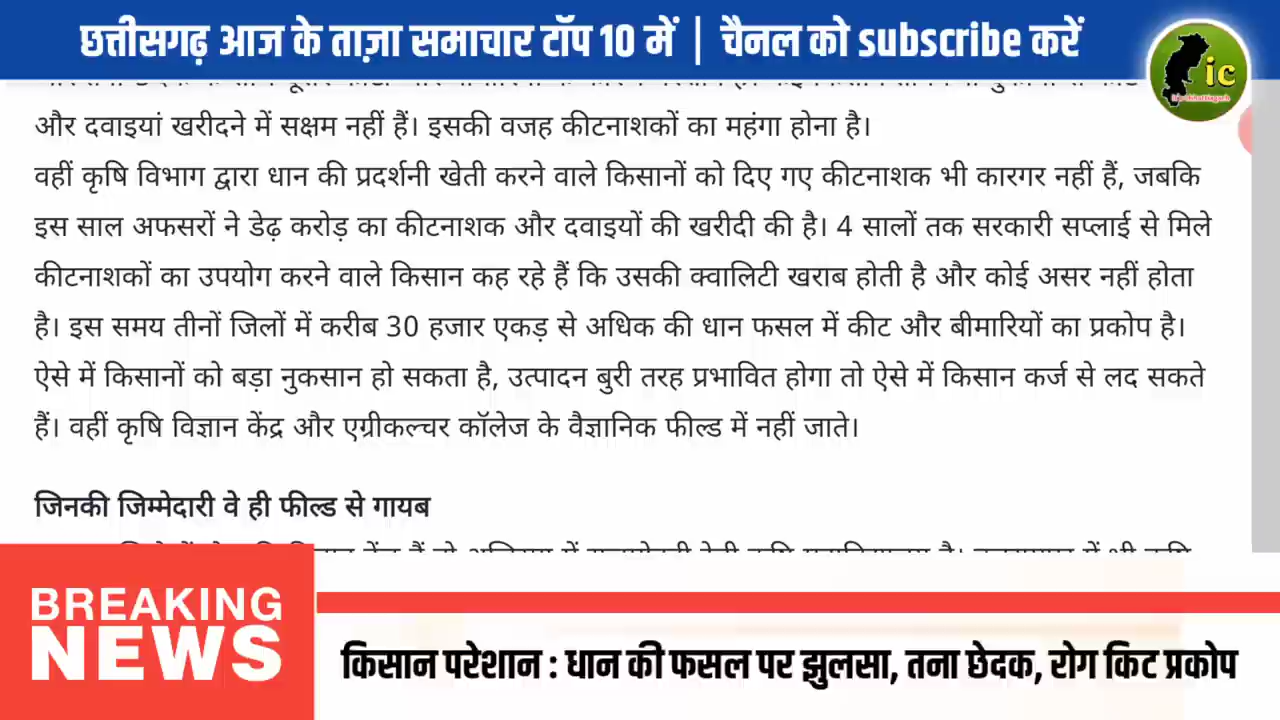 छत्तीसगढ़ आज के ताज़ा समाचार टॉप 10 में | चैनल को subscribe करें
ic
और दवाइयां खरीदने में सक्षम नहीं हैं। इसकी वजह कीटनाशकों का महंगा होना है।
वहीं कृषि विभाग द्वारा धान की प्रदर्शनी खेती करने वाले किसानों को दिए गए कीटनाशक भी कारगर नहीं हैं, जबकि
इस साल अफसरों ने डेढ़ करोड़ का कीटनाशक और दवाइयों की खरीदी की है। 4 सालों तक सरकारी सप्लाई से मिले
कीटनाशकों का उपयोग करने वाले किसान कह रहे हैं कि उसकी क्वालिटी खराब होती है और कोई असर नहीं होता
है। इस समय तीनों जिलों में करीब 30 हजार एकड़ से अधिक की धान फसल में कीट और बीमारियों का प्रकोप है।
ऐसे में किसानों को बड़ा नुकसान हो सकता है, उत्पादन बुरी तरह प्रभावित होगा तो ऐसे में किसान कर्ज से लद सकते
हैं। वहीं कृषि विज्ञान केंद्र और एग्रीकल्चर कॉलेज के वैज्ञानिक फील्ड में नहीं जाते।
जिनकी जिम्मेदारी वे ही फील्ड से गायब
BREAKING
NEWS
किसान परेशान : धान की फसल पर झुलसा, तना छेदक, रोग किट प्रकोप